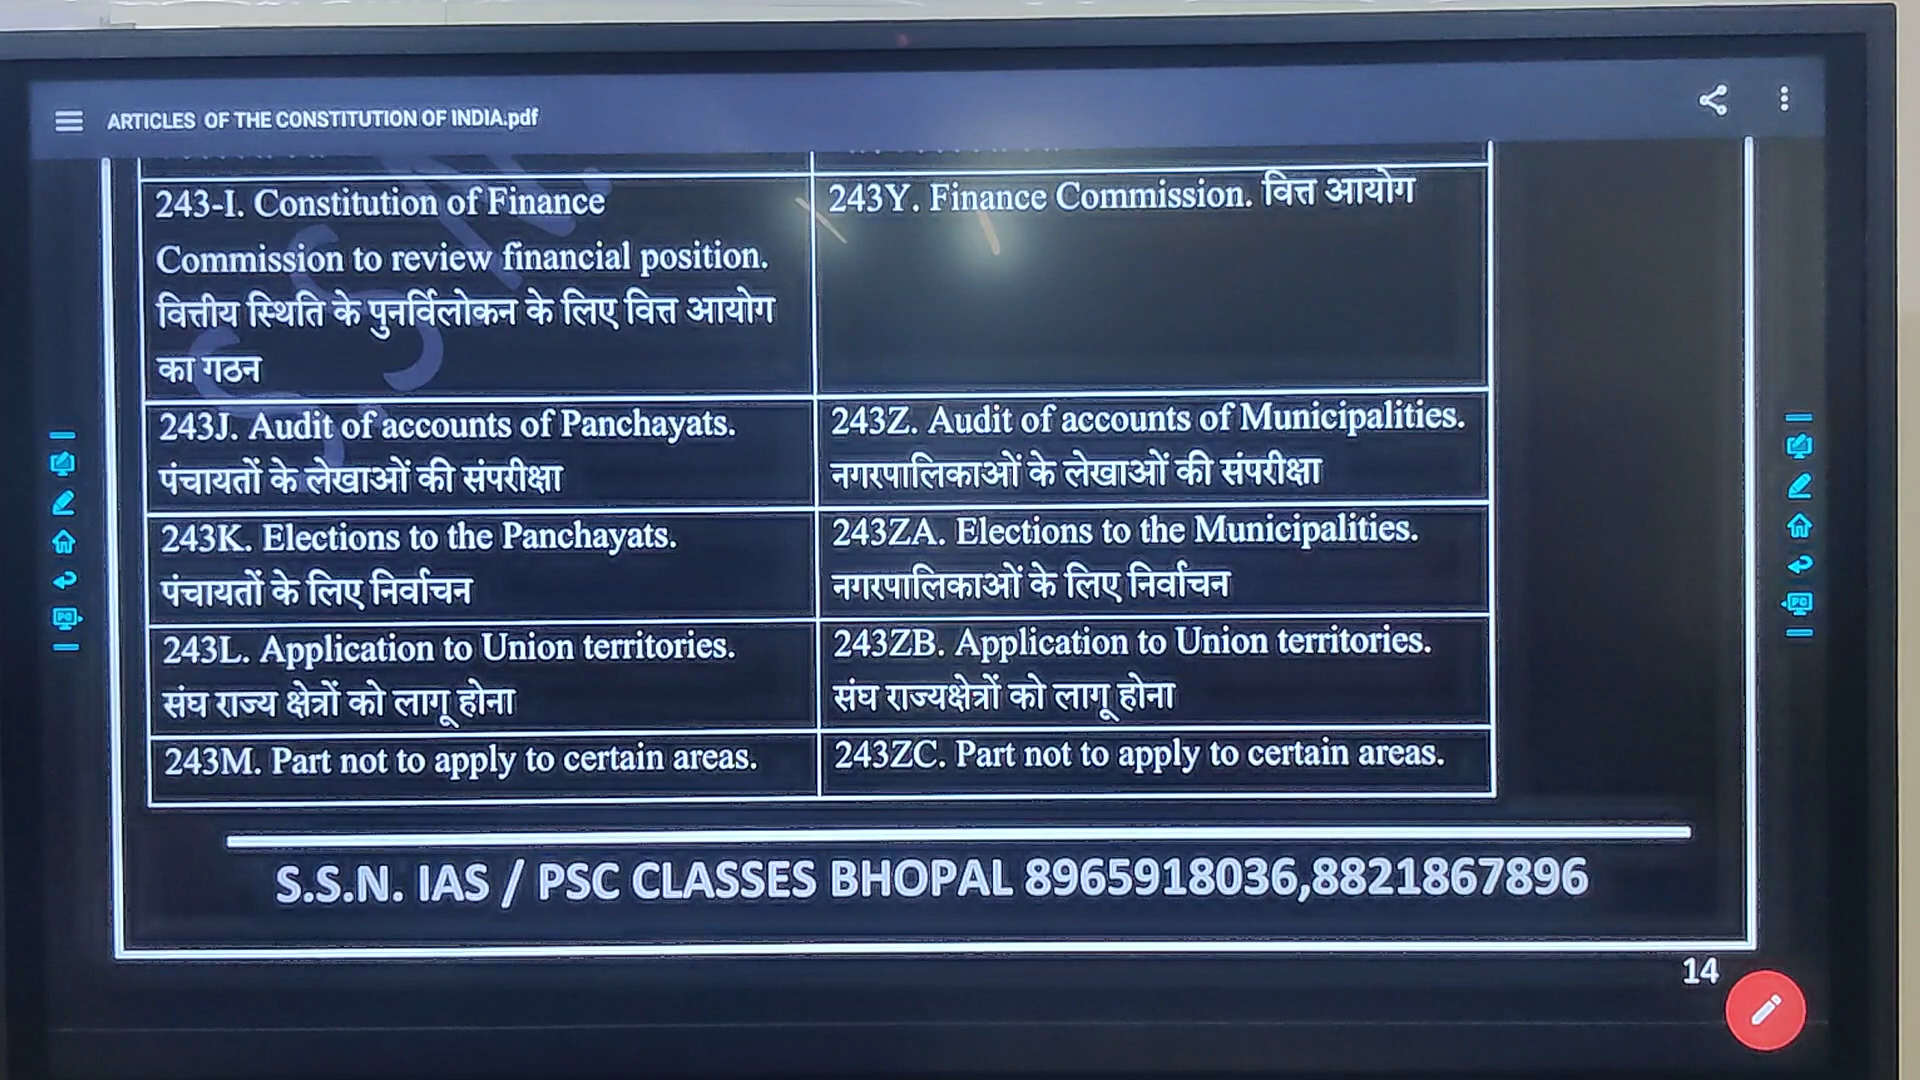 ARTICLES OF THE CONSTITUTION OF INDIA.pdf
243-I. Constitution of Finance
Commission to review financial position.
वित्तीय स्थिति के पुनर्विलोकन के लिए वित्त आयोग
का गठन
243Y. Finance Commission. वित्त आयोग
243J. Audit of accounts of Panchayats.
पंचायतों के लेखाओं की संपरीक्षा
243Z. Audit of accounts of Municipalities.
नगरपालिकाओं के लेखाओं की संपरीक्षा
243K. Elections to the Panchayats.
पंचायतों के लिए निर्वाचन
243ZA. Elections to the Municipalities.
नगरपालिकाओं के लिए निर्वाचन
243L. Application to Union territories.
संघ राज्य क्षेत्रों को लागू होना
243ZB. Application to Union territories.
संघ राज्यक्षेत्रों को लागू होना
243M. Part not to apply to certain areas.
243ZC. Part not to apply to certain areas.
S.S.N. IAS / PSC CLASSES BHOPAL 8965918036,8821867896
14
PC
PC